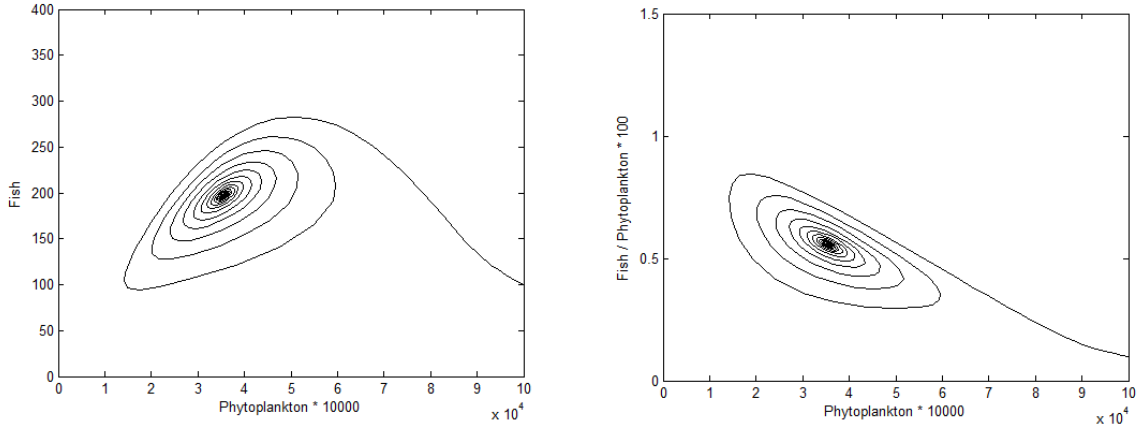 400
350
300
250
200
150
100
50
0
Fish
0 1 2 3 4 5 6 7 8 9 10
Phytoplankton * 10000
x 10^4
1.5
1
0.5
0
Fish / Phytoplankton * 100
0 1 2 3 4 5 6 7 8 9 10
Phytoplankton * 10000
x 10^4